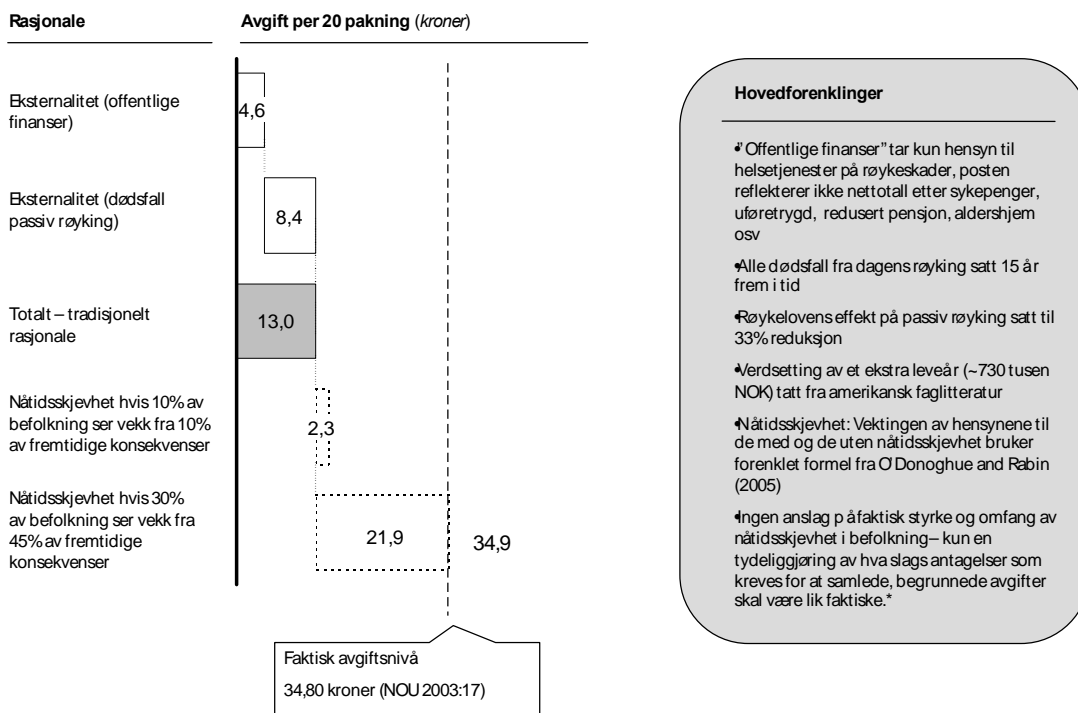 Rasjonale
Avgift per 20 pakning (kroner)
Eksternalitet (offentlige
finanser)
4,6
Eksternalitet (dødsfall
passiv røyking)
8,4
Totalt – tradisjonelt
rasjonale
13,0
Nåtidsskjevhet hvis 10% av
befolkning ser vekk fra 10%
av fremtidige konsekvenser
2,3
Nåtidsskjevhet hvis 30%
av befolkning ser vekk fra
45% av fremtidige
konsekvenser
21,9
34,9
Faktisk avgiftsnivå
34,80 kroner (NOU 2003:17)
Hovedforenklinger
•"Offentlige finanser" tar kun hensyn til
helsetjenester på røykeskader, posten
reflekterer ikke nettotall etter sykepenger,
uføretrygd, redusert pensjon, aldershjem
osv
•Alle dødsfall fra dagens røyking satt 15 år
frem i tid
•Røykelovens effekt på passiv røyking satt til
33% reduksjon
•Verdsetting av et ekstra leveår (~730 tusen
NOK) tatt fra amerikansk faglitteratur
•Nåtidsskjevhet: Vektingen av hensynene til
de med og de uten nåtidsskjevhet bruker
forenklet formel fra O'Donoghue and Rabin
(2005)
•Ingen anslag på faktisk styrke og omfang av
nåtidsskjevhet i befolkning – kun en
tydeliggjøring av hva slags antagelser som
kreves for at samlede, begrunnede avgifter
skal være lik faktiske.*